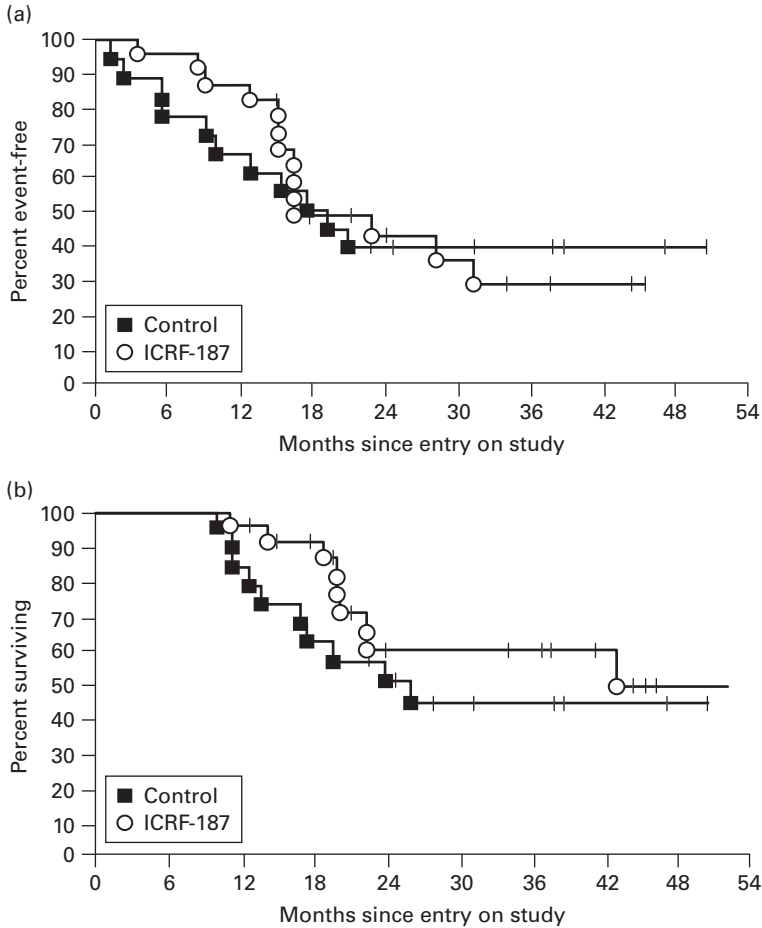 (a)
100
90
80
70
60
50
40
30
20
10
0
Percent event-free
Control
ICRF-187
0 6 12 18 24 30 36 42 48 54
Months since entry on study
(b)
100
90
80
70
60
50
40
30
20
10
0
Percent surviving
Control
ICRF-187
0 6 12 18 24 30 36 42 48 54
Months since entry on study